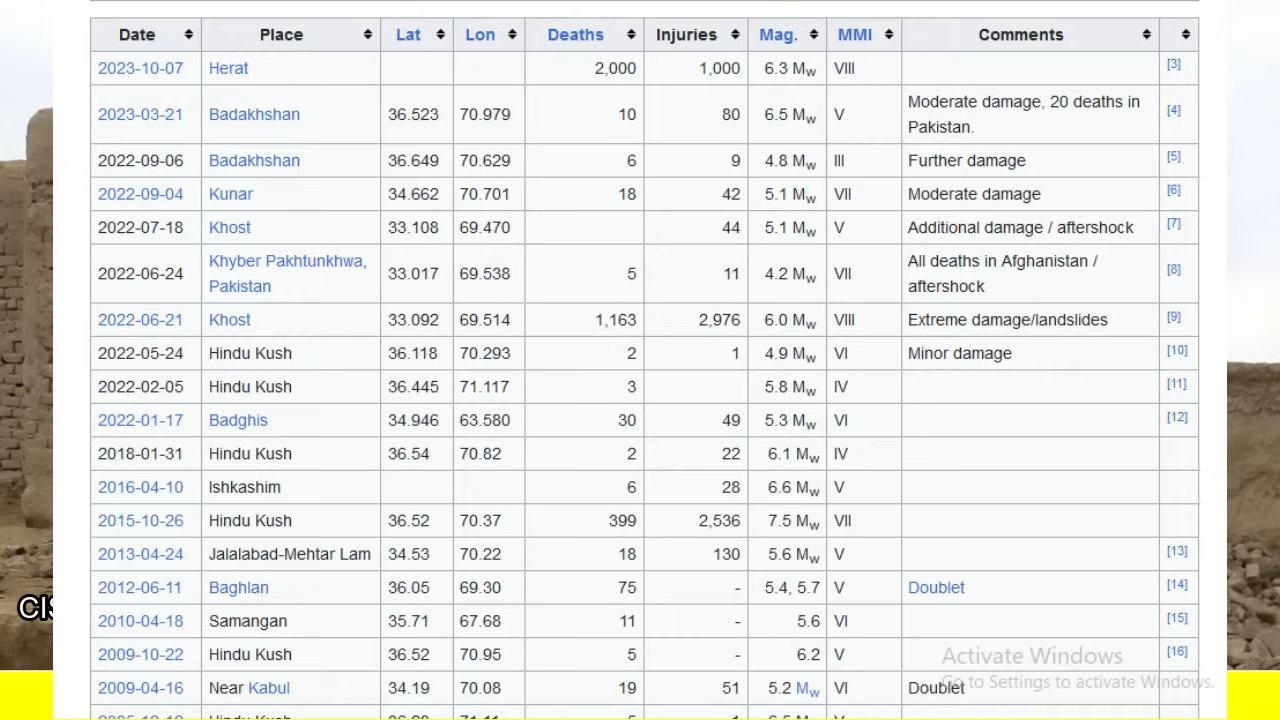 Date Place Lat Lon Deaths Injuries Mag. MMI Comments
2023-10-07 Herat 2,000 1,000 6.3 Mw VIII [3]
2023-03-21 Badakhshan 36.523 70.979 10 80 6.5 Mw V Moderate damage, 20 deaths in Pakistan. [4]
2022-09-06 Badakhshan 36.649 70.629 6 9 4.8 Mw III Further damage [5]
2022-09-04 Kunar 34.662 70.701 18 42 5.1 Mw VII Moderate damage [6]
2022-07-18 Khost 33.108 69.470 44 5.1 Mw V Additional damage / aftershock [7]
2022-06-24 Khyber Pakhtunkhwa, Pakistan 33.017 69.538 5 11 4.2 Mw VII All deaths in Afghanistan / aftershock [8]
2022-06-21 Khost 33.092 69.514 1,163 2,976 6.0 Mw VIII Extreme damage/landslides [9]
2022-05-24 Hindu Kush 36.118 70.293 2 1 4.9 Mw VI Minor damage [10]
2022-02-05 Hindu Kush 36.445 71.117 3 5.8 Mw IV [11]
2022-01-17 Badghis 34.946 63.580 30 49 5.3 Mw VI [12]
2018-01-31 Hindu Kush 36.54 70.82 2 22 6.1 Mw IV
2016-04-10 Ishkashim 6 28 6.6 Mw V
2015-10-26 Hindu Kush 36.52 70.37 399 2,536 7.5 Mw VII
2013-04-24 Jalalabad-Mehtar Lam 34.53 70.22 18 130 5.6 Mw V [13]
2012-06-11 Baghlan 36.05 69.30 75 - 5.4, 5.7 V Doublet [14]
CIS
2010-04-18 Samangan 35.71 67.68 11 - 5.6 VI [15]
2009-10-22 Hindu Kush 36.52 70.95 5 - 6.2 V [16]
Activate Windows
2009-04-16 Near Kabul 34.19 70.08 19 51 5.2 Mw VI Doublet
Go to Settings to activate Windows.